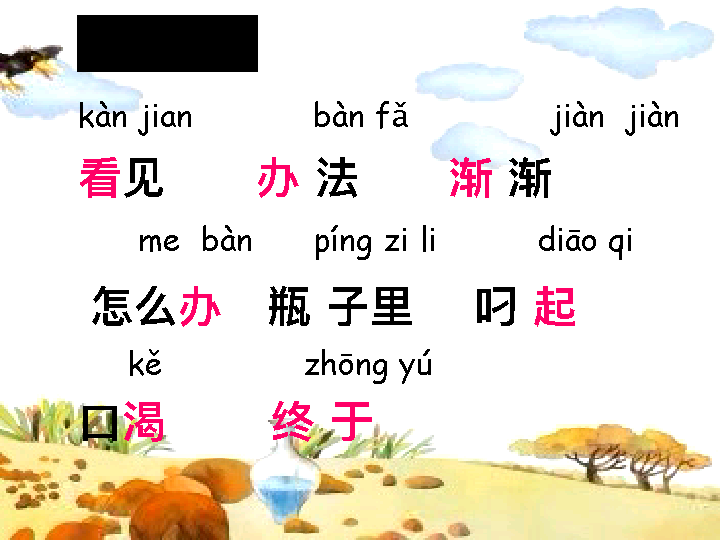 kàn jian bàn fǎ jiàn jiàn
看见 办 法 渐 渐
me bàn píng zi li diāo qi
怎么办 瓶 子里 叼 起
kě zhōng yú
口渴 终 于